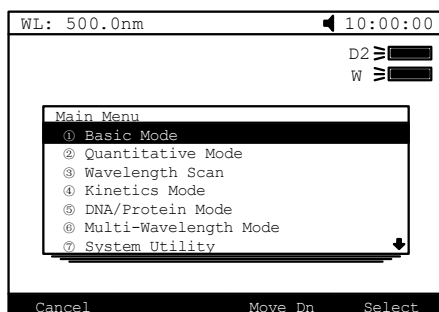 WL: 500.0nm 10:00:00
D2
W
Main Menu
① Basic Mode
② Quantitative Mode
③ Wavelength Scan
④ Kinetics Mode
⑤ DNA/Protein Mode
⑥ Multi-Wavelength Mode
⑦ System Utility
Cancel Move Dn Select